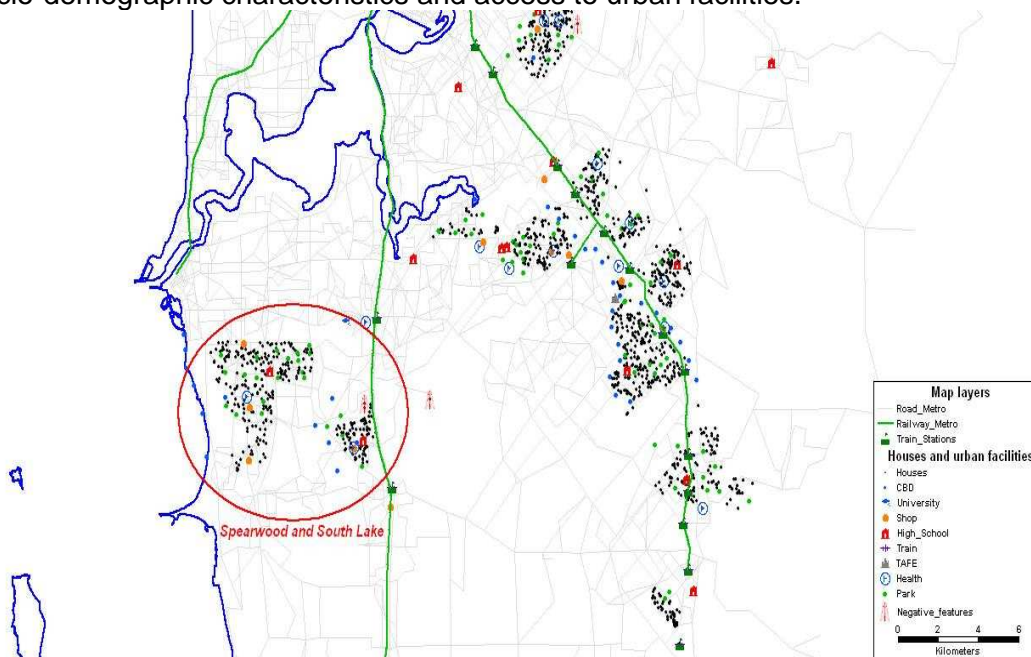 cio-demographic characteristics and access to urban facilities.
Spearwood and South Lake
Map layers
Road_Metro
Railway_Metro
Train_Stations
Houses and urban facilities
Houses
CBD
University
Shop
High_School
Train
TAFE
Health
Park
Negative_features
0 2 4 6
Kilometers